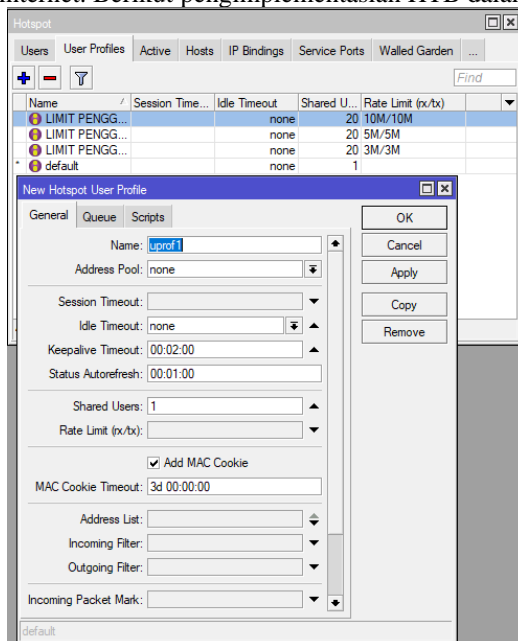 internet. Berikut pengimplementasian HTB dalam
Hotspot
Users User Profiles Active Hosts IP Bindings Service Ports Walled Garden ...
Find
Name / Session Time... Idle Timeout Shared U... Rate Limit (rx/tx)
LIMIT PENGG... none 20 10M/10M
LIMIT PENGG... none 20 5M/5M
LIMIT PENGG... none 20 3M/3M
* default none 1
New Hotspot User Profile
General Queue Scripts
OK
Name: uprof1
Cancel
Address Pool: none
Apply
Session Timeout:
Copy
Idle Timeout: none
Remove
Keepalive Timeout: 00:02:00
Status Autorefresh: 00:01:00
Shared Users: 1
Rate Limit (rx/tx):
Add MAC Cookie
MAC Cookie Timeout: 3d 00:00:00
Address List:
Incoming Filter:
Outgoing Filter:
Incoming Packet Mark:
default